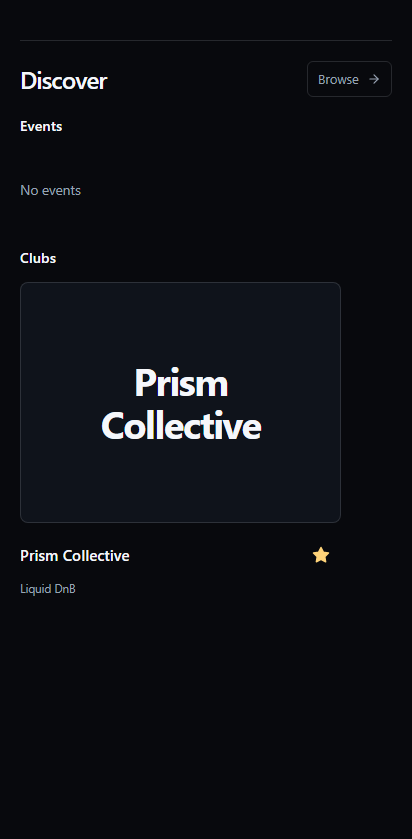 Discover
Browse
Events
No events
Clubs
Prism
Collective
Prism Collective
Liquid DnB